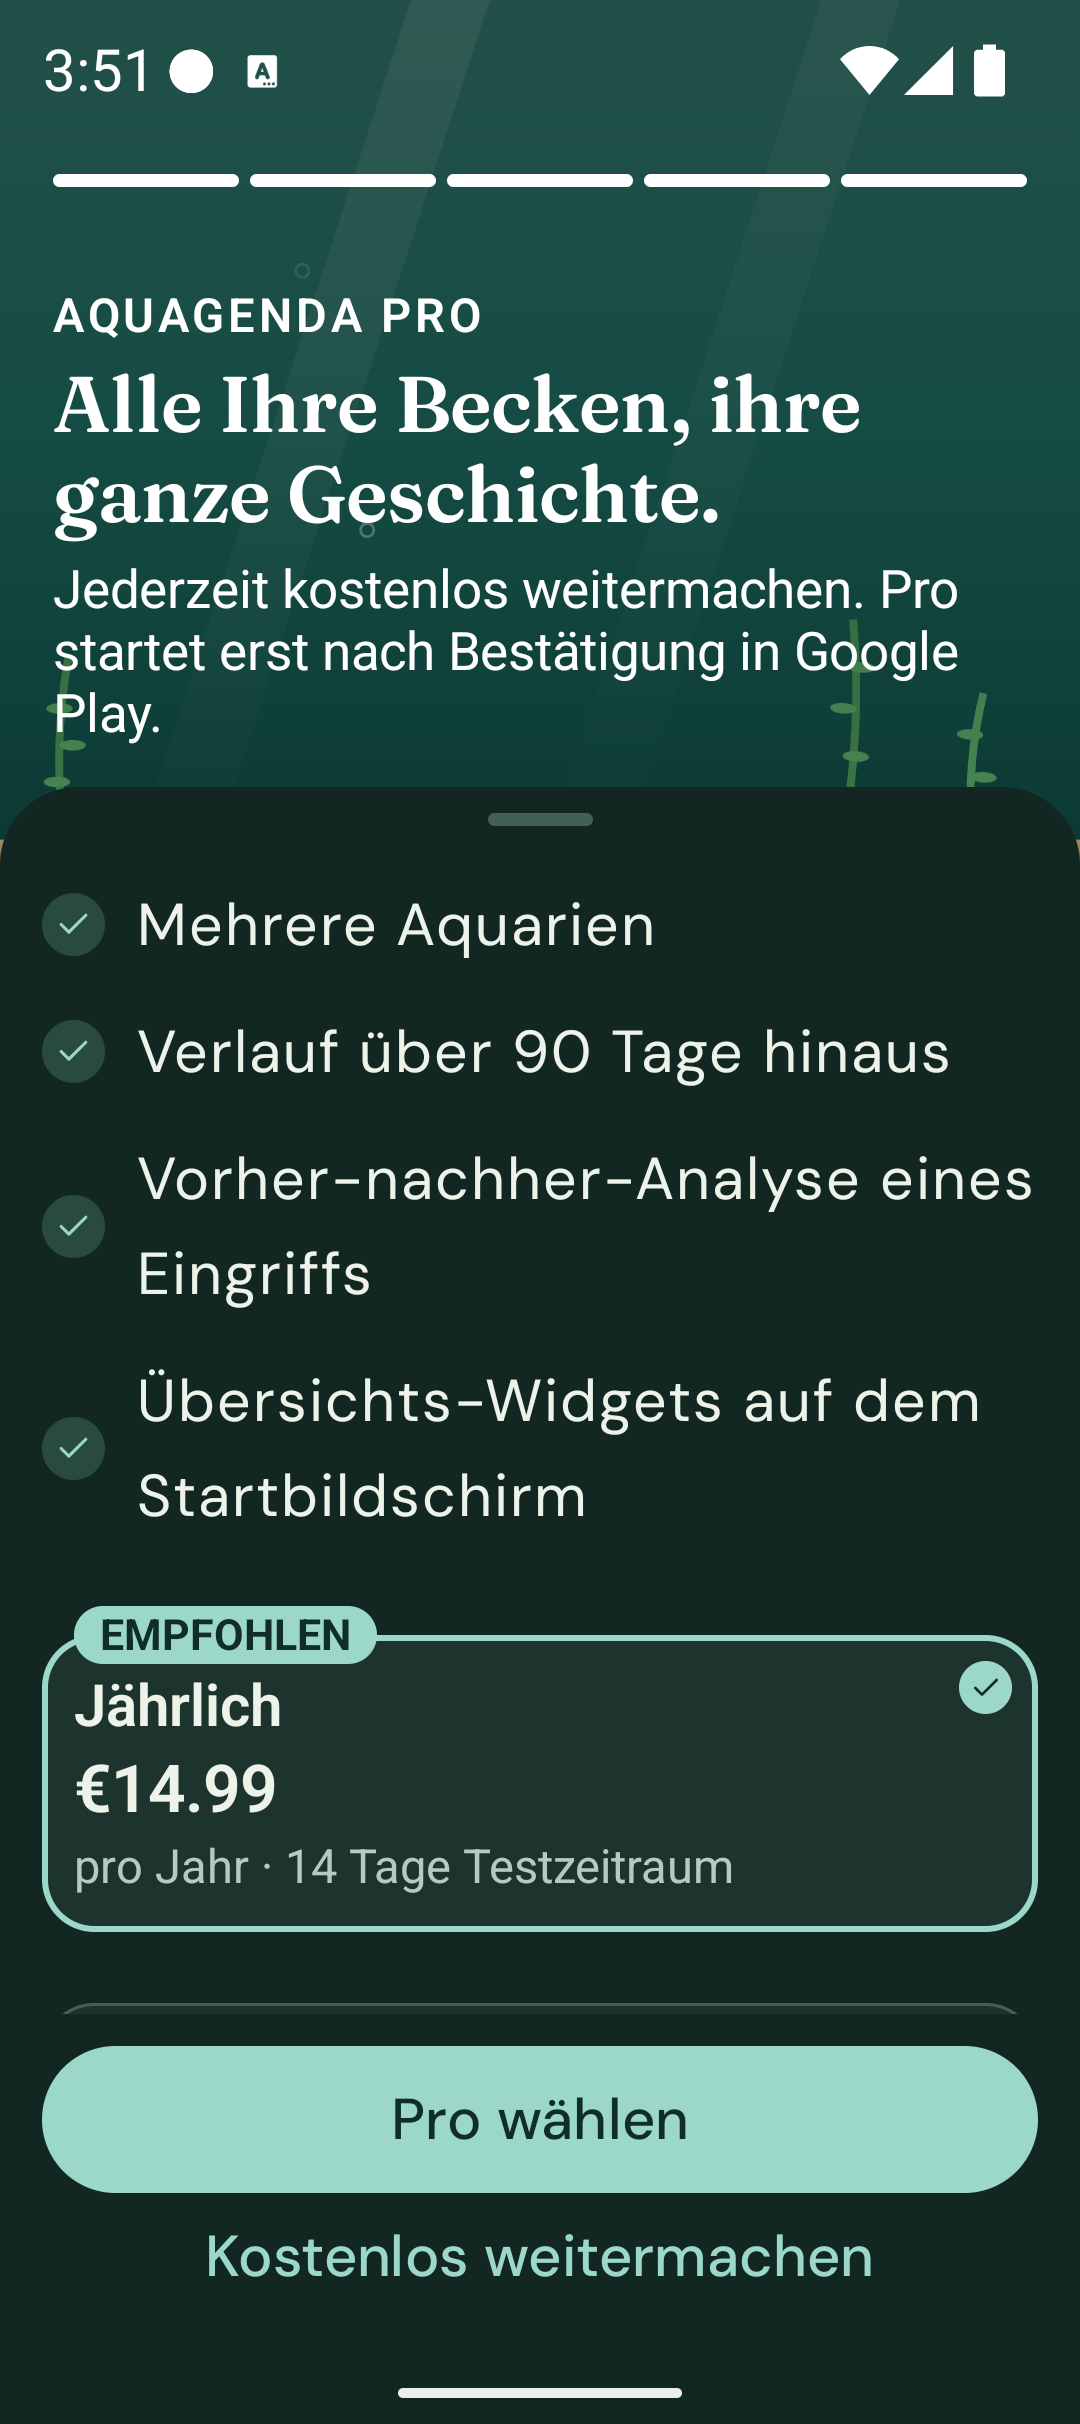 3:51
A
AQUAGENDA PRO
Alle Ihre Becken, ihre
ganze Geschichte.
Jederzeit kostenlos weitermachen. Pro
startet erst nach Bestätigung in Google
Play.
Mehrere Aquarien
Verlauf über 90 Tage hinaus
Vorher-nachher-Analyse eines
Eingriffs
Übersichts-Widgets auf dem
Startbildschirm
EMPFOHLEN
Jährlich
€14.99
pro Jahr · 14 Tage Testzeitraum
Pro wählen
Kostenlos weitermachen